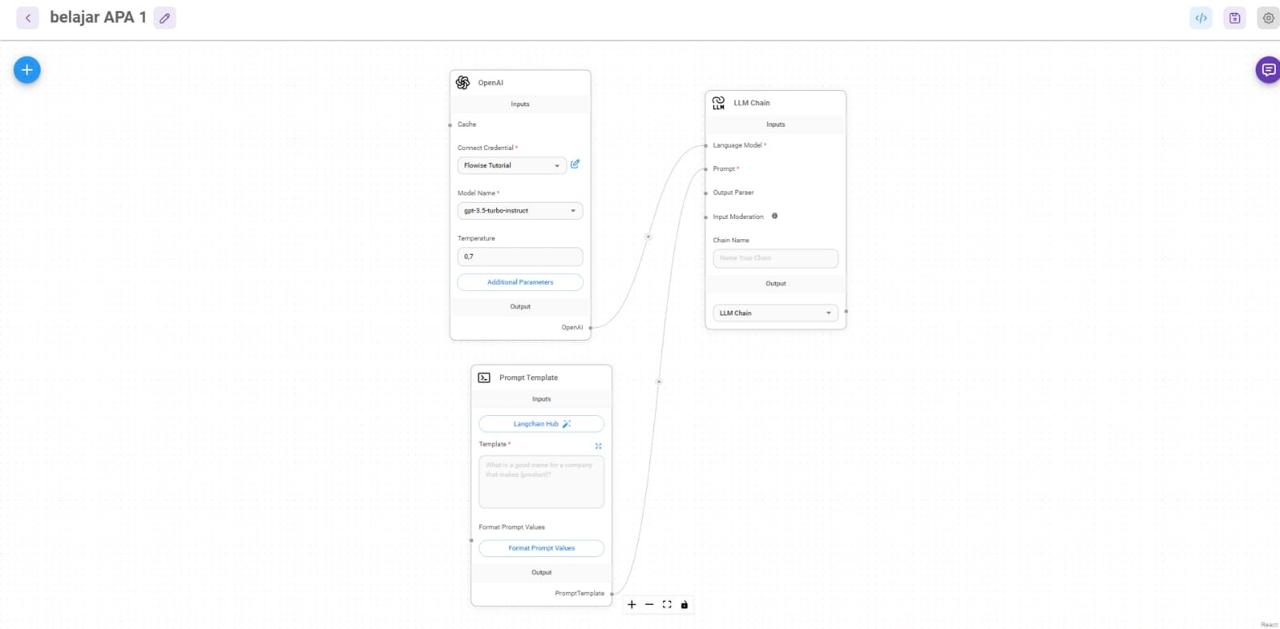 belajar APA 1
OpenAI
Inputs
Cache
Connect Credential *
Flowise Tutorial
Model Name *
gpt-3.5-turbo-instruct
Temperature
0,7
Additional Parameters
Output
OpenAI
LLM
LLM Chain
Inputs
Language Model *
Prompt *
Output Parser
Input Moderation
Chain Name
Name Your Chain
Output
LLM Chain
Prompt Template
Inputs
Langchain Hub
Template *
What is a good name for a company
that makes {product}?
Format Prompt Values
Format Prompt Values
Output
PromptTemplate
React